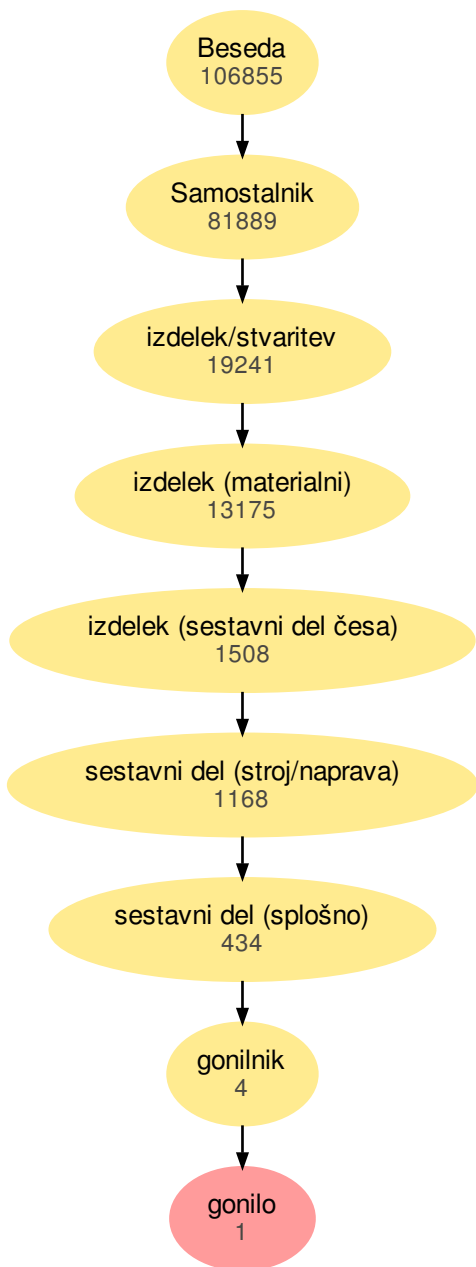 Beseda
106855
Samostalnik
81889
izdelek/stvaritev
19241
izdelek (materialni)
13175
izdelek (sestavni del česa)
1508
sestavni del (stroj/naprava)
1168
sestavni del (splošno)
434
gonilnik
4
gonilo
1